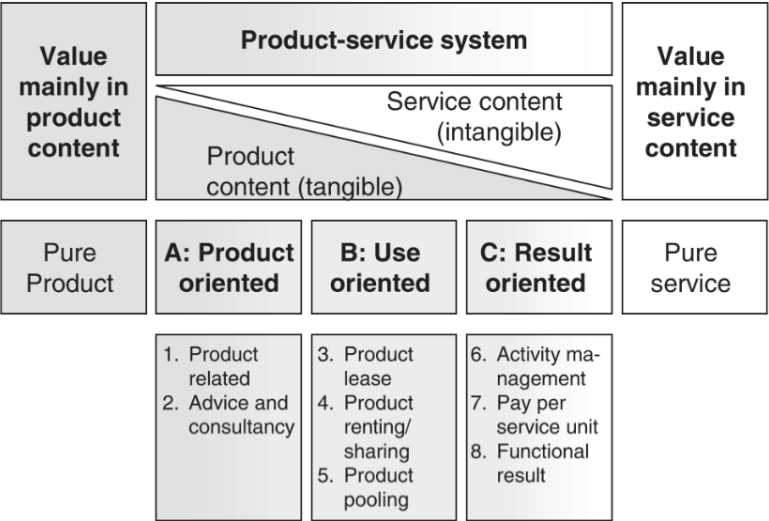 Value
mainly in
product
content
Product-service system
Service content
(intangible)
Product
content (tangible)
Value
mainly in
service
content
Pure
Product
A: Product
oriented
B: Use
oriented
C: Result
oriented
Pure
service
1. Product
related
2. Advice and
consultancy
3. Product
lease
4. Product
renting/
sharing
5. Product
pooling
6. Activity ma-
nagement
7. Pay per
service unit
8. Functional
result